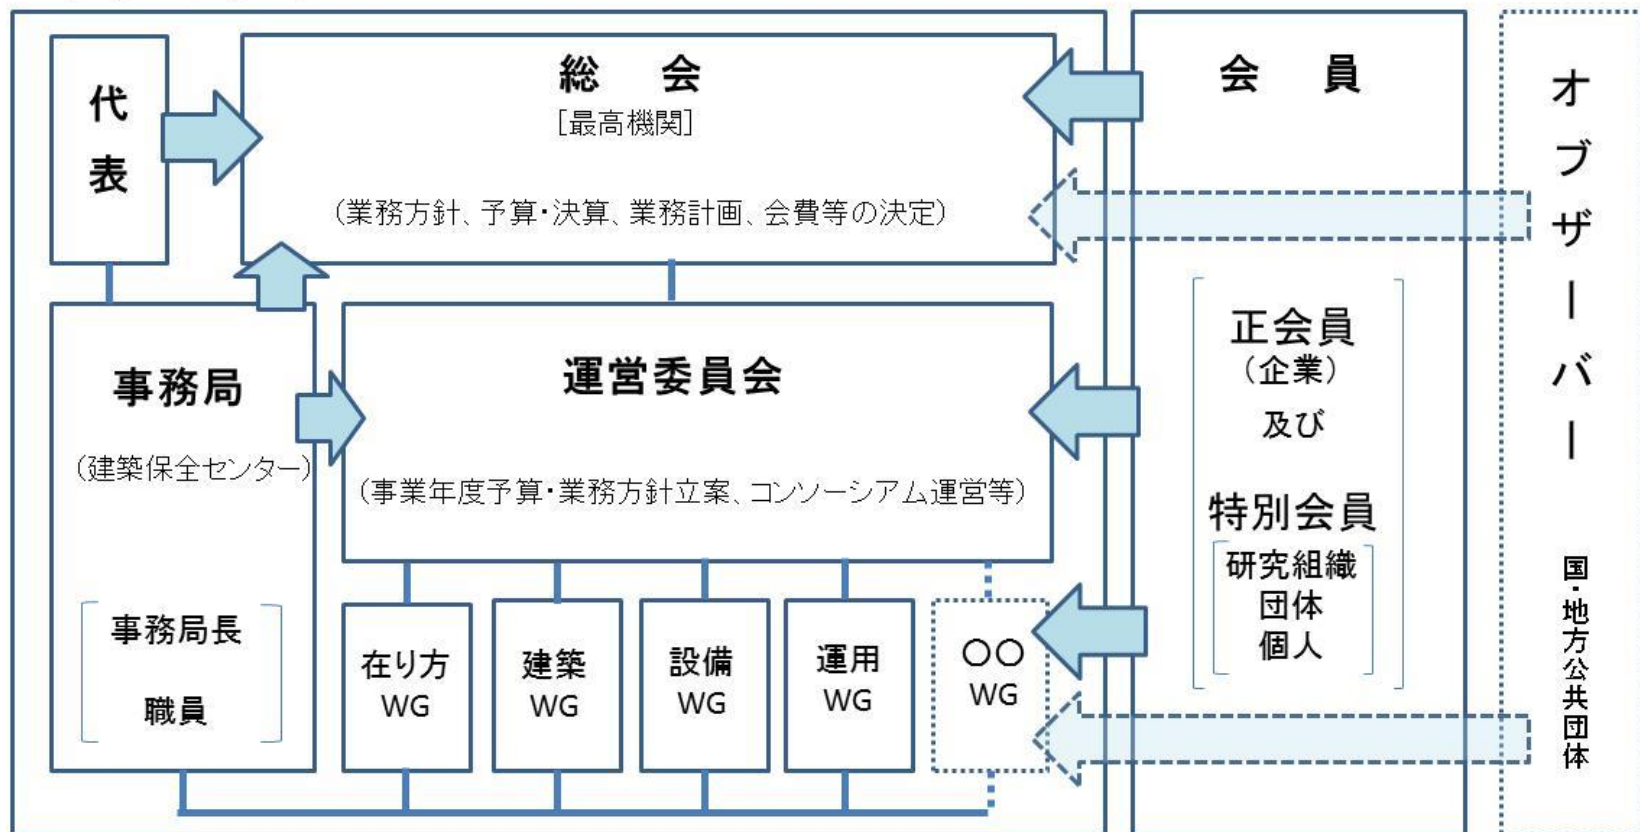 代表
総　会
[最高機関]
(業務方針、予算・決算、業務計画、会費等の決定)
事務局
(建築保全センター)
事務局長
職員
運営委員会
(事業年度予算・業務方針立案、コンソーシアム運営等)
在り方
WG
建築
WG
設備
WG
運用
WG
〇〇
WG
会　員
正会員
(企業)
及び
特別会員
研究組織
団体
個人
オブザーバー
国・地方公共団体